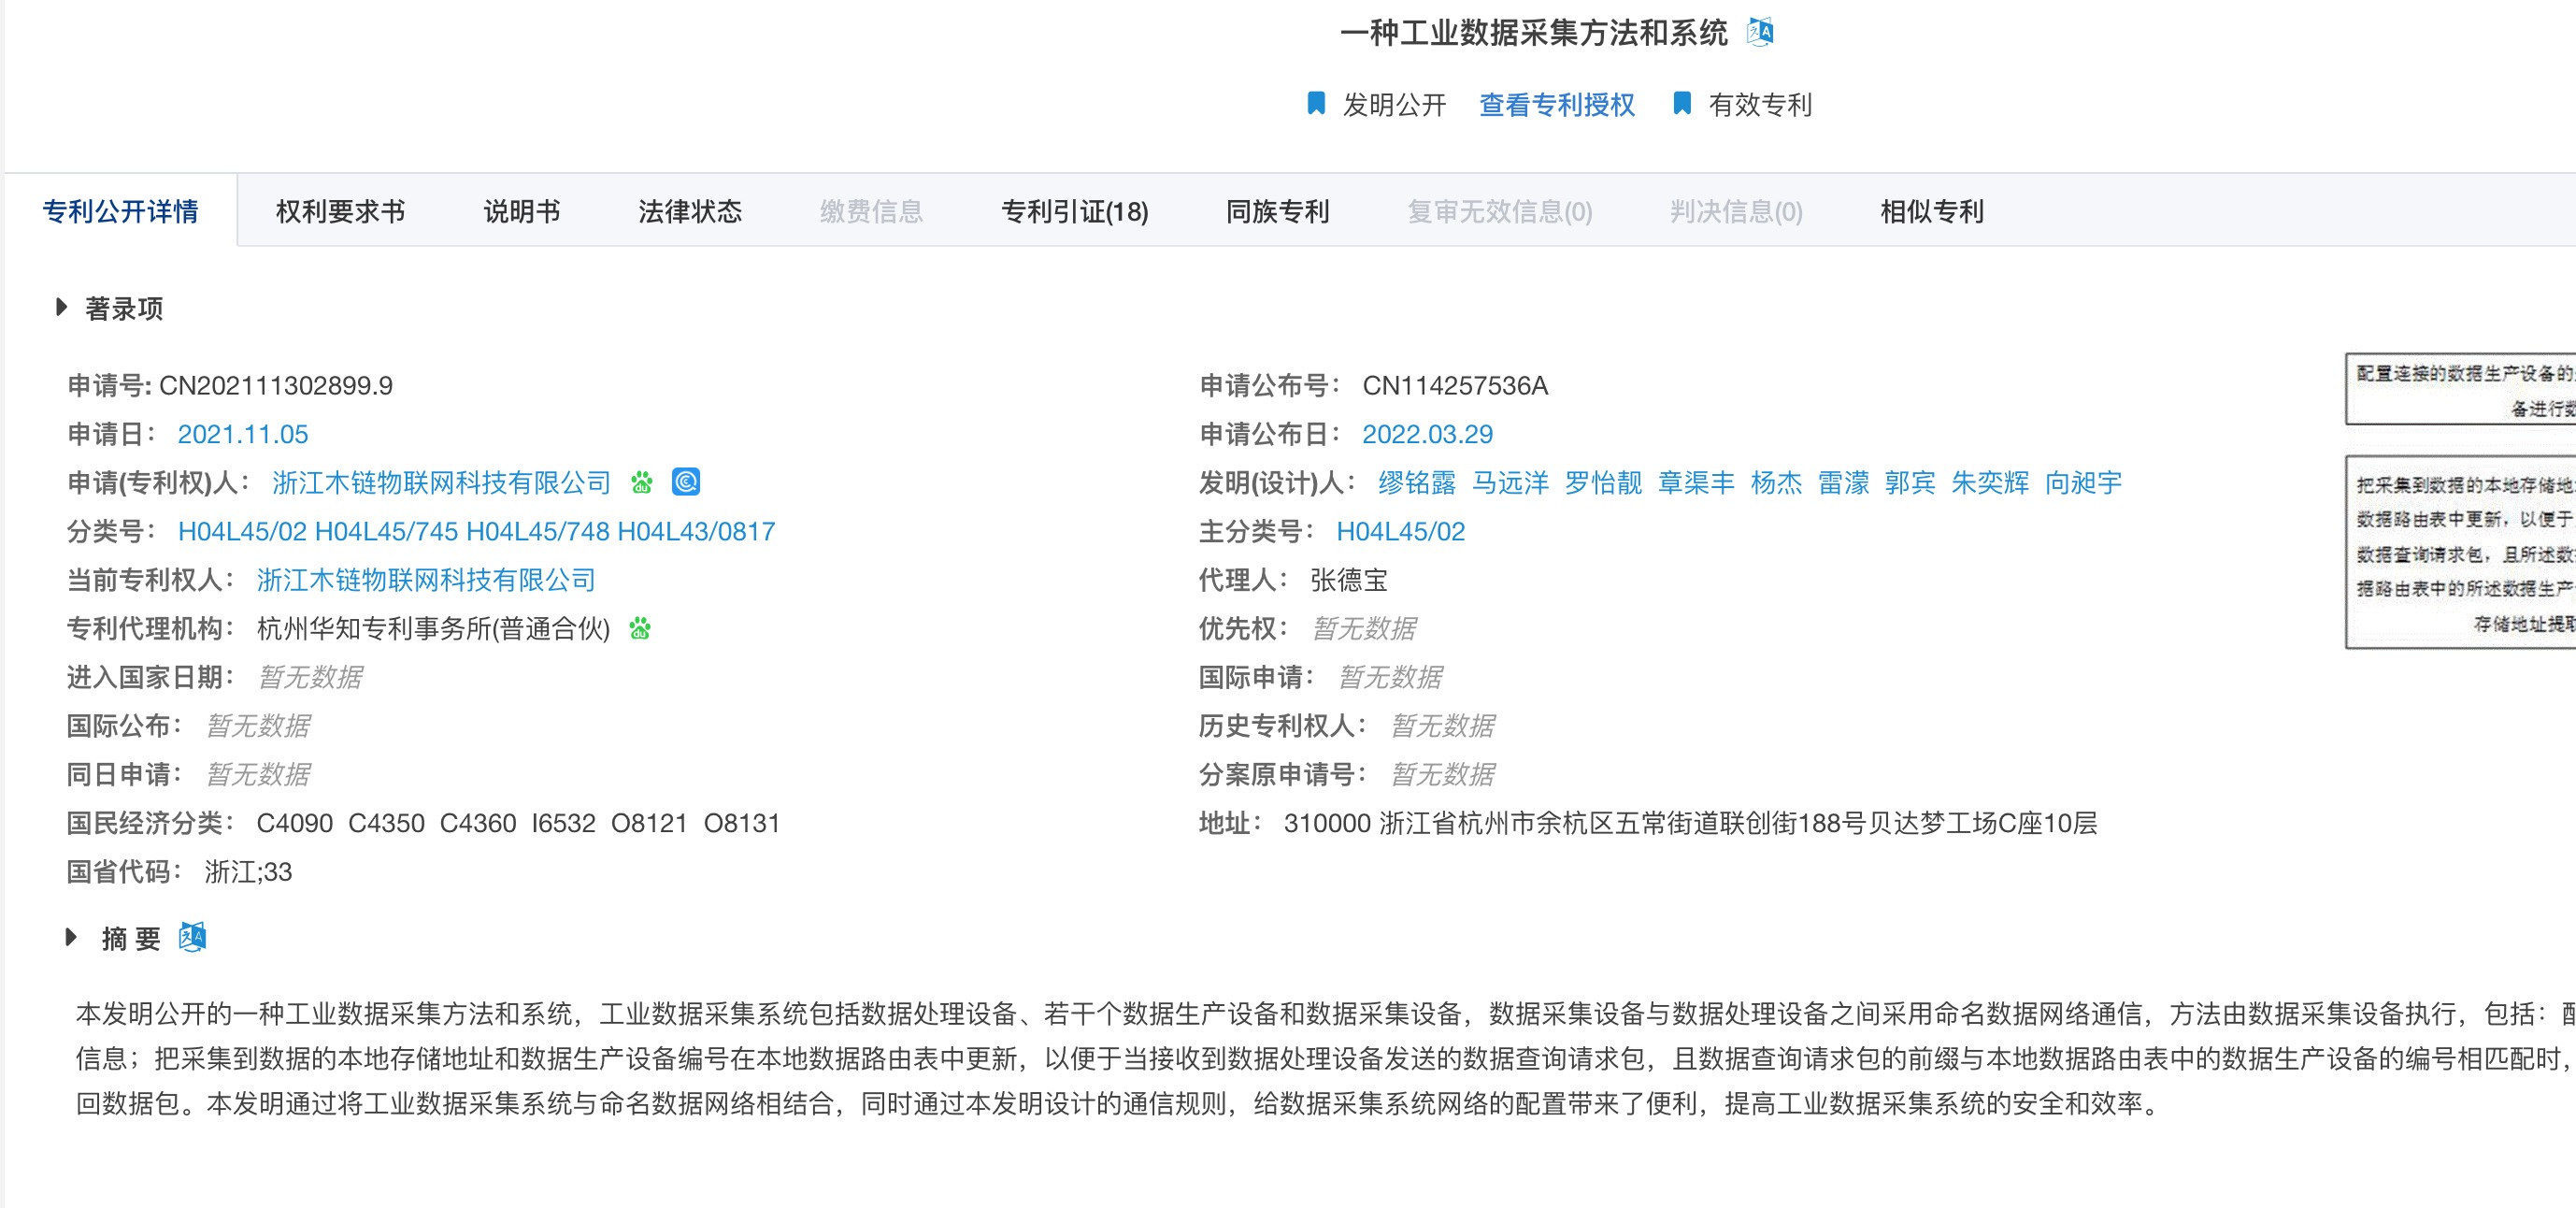 一种工业数据采集方法和系统
发明公开 查看专利授权 有效专利
专利公开详情 权利要求书 说明书 法律状态 缴费信息 专利引证(18) 同族专利 复审无效信息(0) 判决信息(0) 相似专利
著录项
申请号: CN202111302899.9
申请公布号： CN114257536A
申请日： 2021.11.05
申请公布日： 2022.03.29
申请(专利权)人： 浙江木链物联网科技有限公司
发明(设计)人： 缪铭露 马远洋 罗怡靓 章渠丰 杨杰 雷濛 郭宾 朱奕辉 向昶宇
分类号： H04L45/02 H04L45/745 H04L45/748 H04L43/0817
主分类号： H04L45/02
当前专利权人： 浙江木链物联网科技有限公司
代理人： 张德宝
专利代理机构： 杭州华知专利事务所(普通合伙)
优先权： 暂无数据
进入国家日期： 暂无数据
国际申请： 暂无数据
国际公布： 暂无数据
历史专利权人： 暂无数据
同日申请： 暂无数据
分案原申请号： 暂无数据
国民经济分类： C4090 C4350 C4360 I6532 O8121 O8131
地址： 310000 浙江省杭州市余杭区五常街道联创街188号贝达梦工场C座10层
国省代码： 浙江;33
配置连接的数据生产设备的
备进行数
把采集到数据的本地存储地
数据路由表中更新，以便于
数据查询请求包，且所述数
据路由表中的所述数据生产
存储地址提取
摘 要
本发明公开的一种工业数据采集方法和系统，工业数据采集系统包括数据处理设备、若干个数据生产设备和数据采集设备，数据采集设备与数据处理设备之间采用命名数据网络通信，方法由数据采集设备执行，包括：配
信息；把采集到数据的本地存储地址和数据生产设备编号在本地数据路由表中更新，以便于当接收到数据处理设备发送的数据查询请求包，且数据查询请求包的前缀与本地数据路由表中的数据生产设备的编号相匹配时，
回数据包。本发明通过将工业数据采集系统与命名数据网络相结合，同时通过本发明设计的通信规则，给数据采集系统网络的配置带来了便利，提高工业数据采集系统的安全和效率。